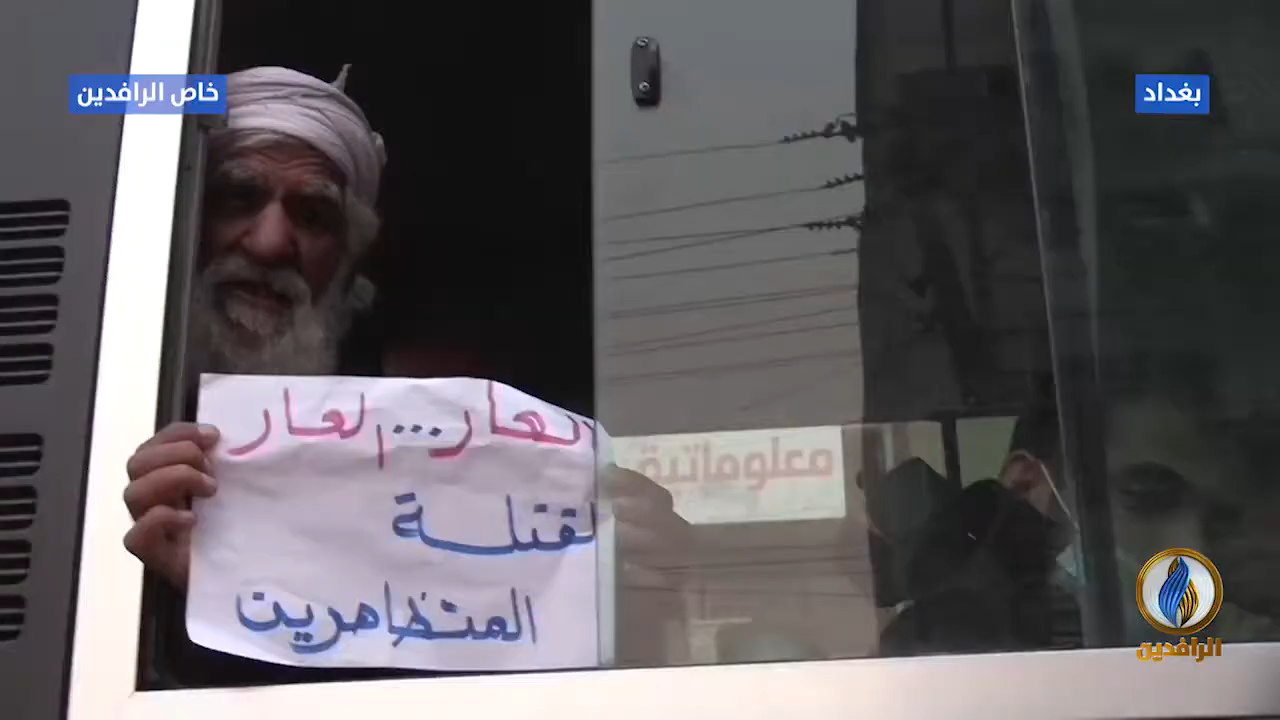 بغداد
خاص الرافدين
العار...العار
لقتلة
المتظاهرين
معلوماتية
الرافدين